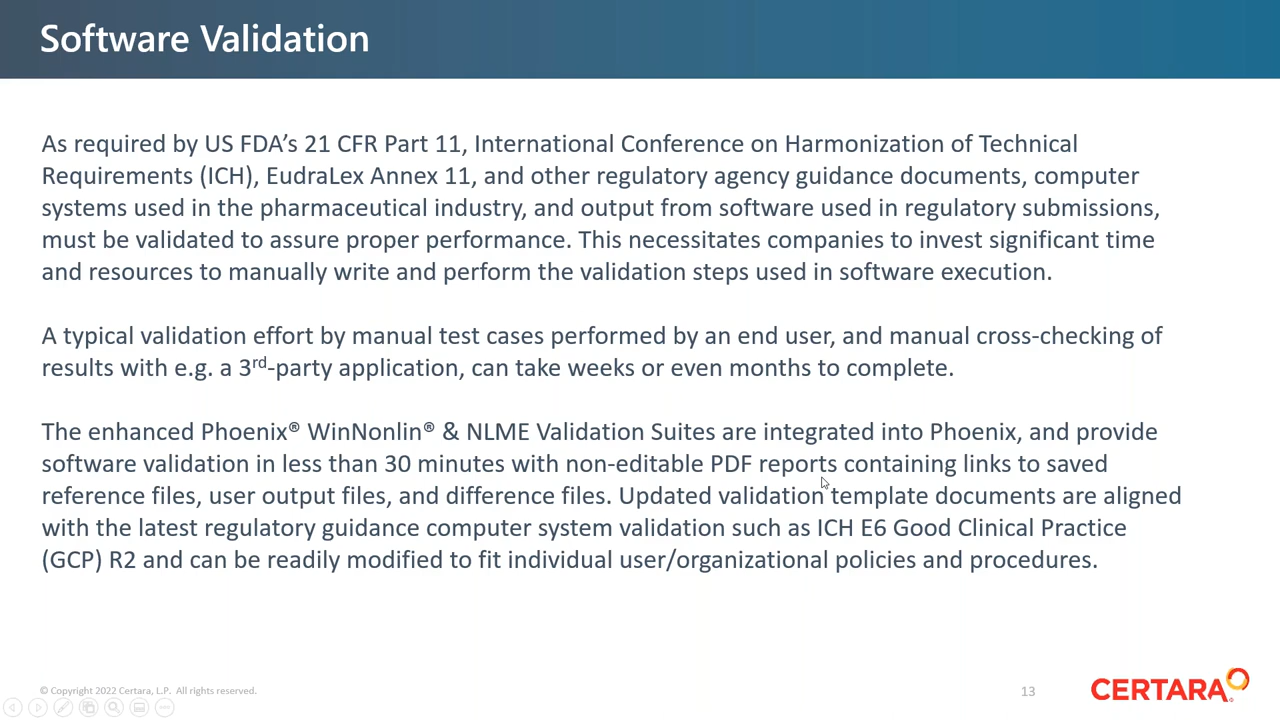 Software Validation
As required by US FDA’s 21 CFR Part 11, International Conference on Harmonization of Technical
Requirements (ICH), EudraLex Annex 11, and other regulatory agency guidance documents, computer
systems used in the pharmaceutical industry, and output from software used in regulatory submissions,
must be validated to assure proper performance. This necessitates companies to invest significant time
and resources to manually write and perform the validation steps used in software execution.
A typical validation effort by manual test cases performed by an end user, and manual cross-checking of
results with e.g. a 3rd-party application, can take weeks or even months to complete.
The enhanced Phoenix® WinNonlin® & NLME Validation Suites are integrated into Phoenix, and provide
software validation in less than 30 minutes with non-editable PDF reports containing links to saved
reference files, user output files, and difference files. Updated validation template documents are aligned
with the latest regulatory guidance computer system validation such as ICH E6 Good Clinical Practice
(GCP) R2 and can be readily modified to fit individual user/organizational policies and procedures.
© Copyright 2022 Certara, L.P. All rights reserved.
13
CERTARA